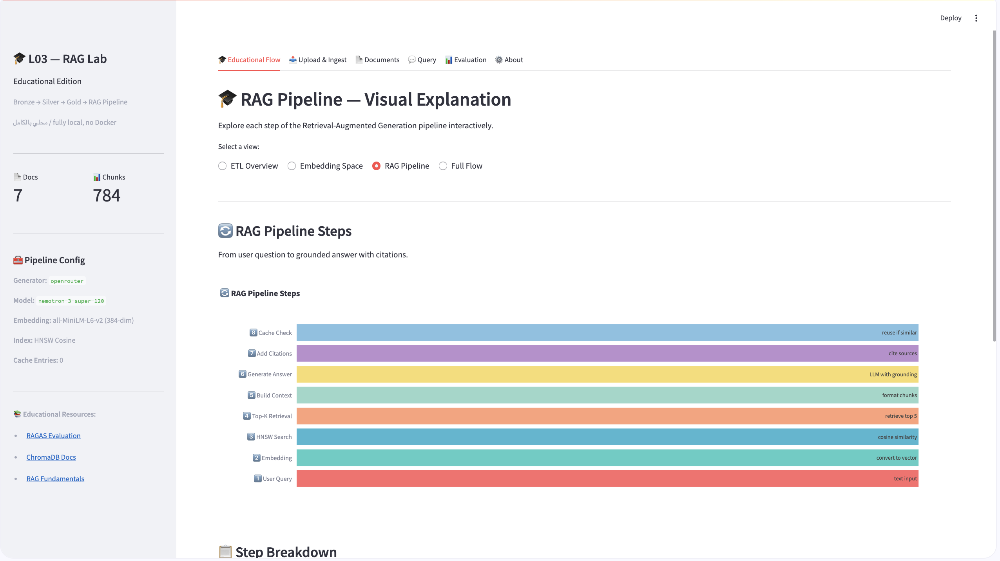 Deploy
🎓 L03 — RAG Lab
Educational Edition
Bronze → Silver → Gold → RAG Pipeline
محلي بالكامل / fully local, no Docker
📄 Docs
7
📊 Chunks
784
🧰 Pipeline Config
Generator: openrouter
Model: nemotron-3-super-120
Embedding: all-MiniLM-L6-v2 (384-dim)
Index: HNSW Cosine
Cache Entries: 0
📚 Educational Resources:
• RAGAS Evaluation
• ChromaDB Docs
• RAG Fundamentals
🎓 Educational Flow 📤 Upload & Ingest 📄 Documents 💬 Query 📊 Evaluation ⚙️ About
🎓 RAG Pipeline — Visual Explanation
Explore each step of the Retrieval-Augmented Generation pipeline interactively.
Select a view:
ETL Overview Embedding Space RAG Pipeline Full Flow
🔄 RAG Pipeline Steps
From user question to grounded answer with citations.
🔄 RAG Pipeline Steps
8️⃣ Cache Check reuse if similar
7️⃣ Add Citations cite sources
6️⃣ Generate Answer LLM with grounding
5️⃣ Build Context format chunks
4️⃣ Top-K Retrieval retrieve top 5
3️⃣ HNSW Search cosine similarity
2️⃣ Embedding convert to vector
1️⃣ User Query text input
📋 Step Breakdown